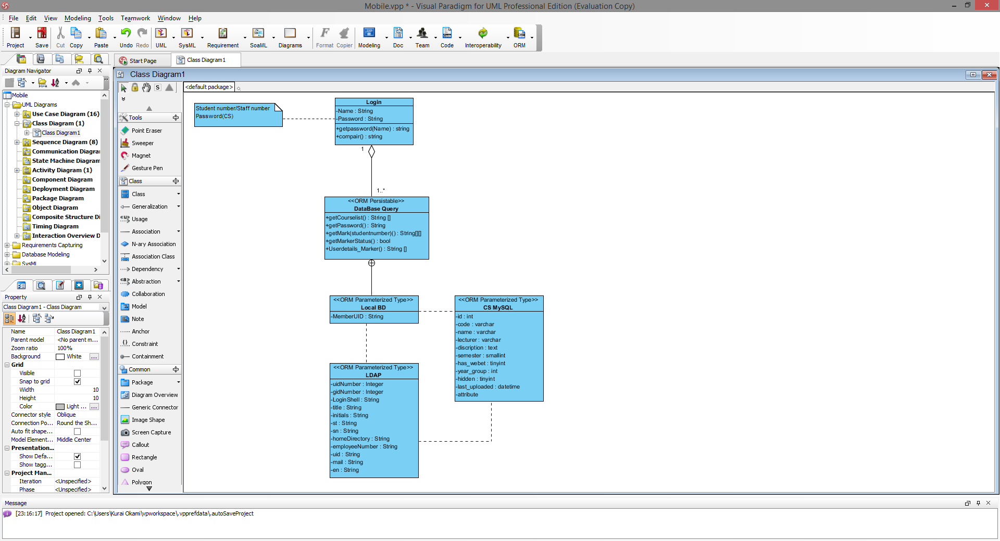 Mobile.vpp * - Visual Paradigm for UML Professional Edition (Evaluation Copy)
File Edit View Modeling Tools Teamwork Window Help
Project Save Cut Copy Paste Undo Redo UML SysML Requirement SoaML Diagrams Format Copier Modeling Doc Team Code Interoperability ORM
Start Page Class Diagram1
Diagram Navigator
Mobile
UML Diagrams
Use Case Diagram (16)
Class Diagram (1)
Class Diagram1
Sequence Diagram (8)
Communication Diagrar
State Machine Diagram
Activity Diagram (1)
Component Diagram
Deployment Diagram
Package Diagram
Object Diagram
Composite Structure Di
Timing Diagram
Interaction Overview D
Requirements Capturing
Database Modeling
SysML
Property
Class Diagram1 - Class Diagram
Name Class Diagram1
Parent model <No parent m...
Zoom ratio 100%
Background White ...
Grid
Visible
Snap to grid
Width 10
Height 10
Color Light ... ...
Connector style Oblique
Connection Po... Round the Sh...
Auto fit shape...
Model Element... Middle Center
Presentation...
Show Defa...
Show tagg...
Project Man...
Iteration <Unspecified>
Phase <Unspecified>
Class Diagram1
S
<default package>
Tools
Point Eraser
Sweeper
Magnet
Gesture Pen
Class
Class
Generalization
<u> Usage
Association
N-ary Association
Association Class
Dependency
<a> Abstraction
Collaboration
Model
Note
Anchor
{} Constraint
Containment
Common
Package
Diagram Overview
Generic Connector
Image Shape
Screen Capture
Callout
Rectangle
Oval
Polygon
Student number/Staff number
Password(CS)
Login
-Name : String
-Password : String
+getpassword(Name) : string
+compair() : string
1
1..*
<<ORM Persistable>>
DataBase Query
+getCourselist() : String []
+getPassword() : String
+getMark(studentnumber)() : String[][]
+getMarkerStatus() : bool
+Userdetails_Marker() : String []
<<ORM Parameterized Type>>
Local BD
-MemberUID : String
<<ORM Parameterized Type>>
CS MySQL
-id : int
-code : varchar
-name : varchar
-lecturer : varchar
-discription : text
-semester : smallint
-has_webet : tinyint
-year_group : int
-hidden : tinyint
-last_uploaded : datetime
-attribute
<<ORM Parameterized Type>>
LDAP
-uidNumber : Integer
-gidNumber : Integer
-LoginShell : String
-title : String
-initials : String
-st : String
-sn : String
-homeDirectory : String
-employeeNumber : String
-uid : String
-mail : String
-en : String
Message
[23:16:17] Project opened: C:\Users\Kurai Okami\vpworkspace\.vpprefdata\.autoSaveProject